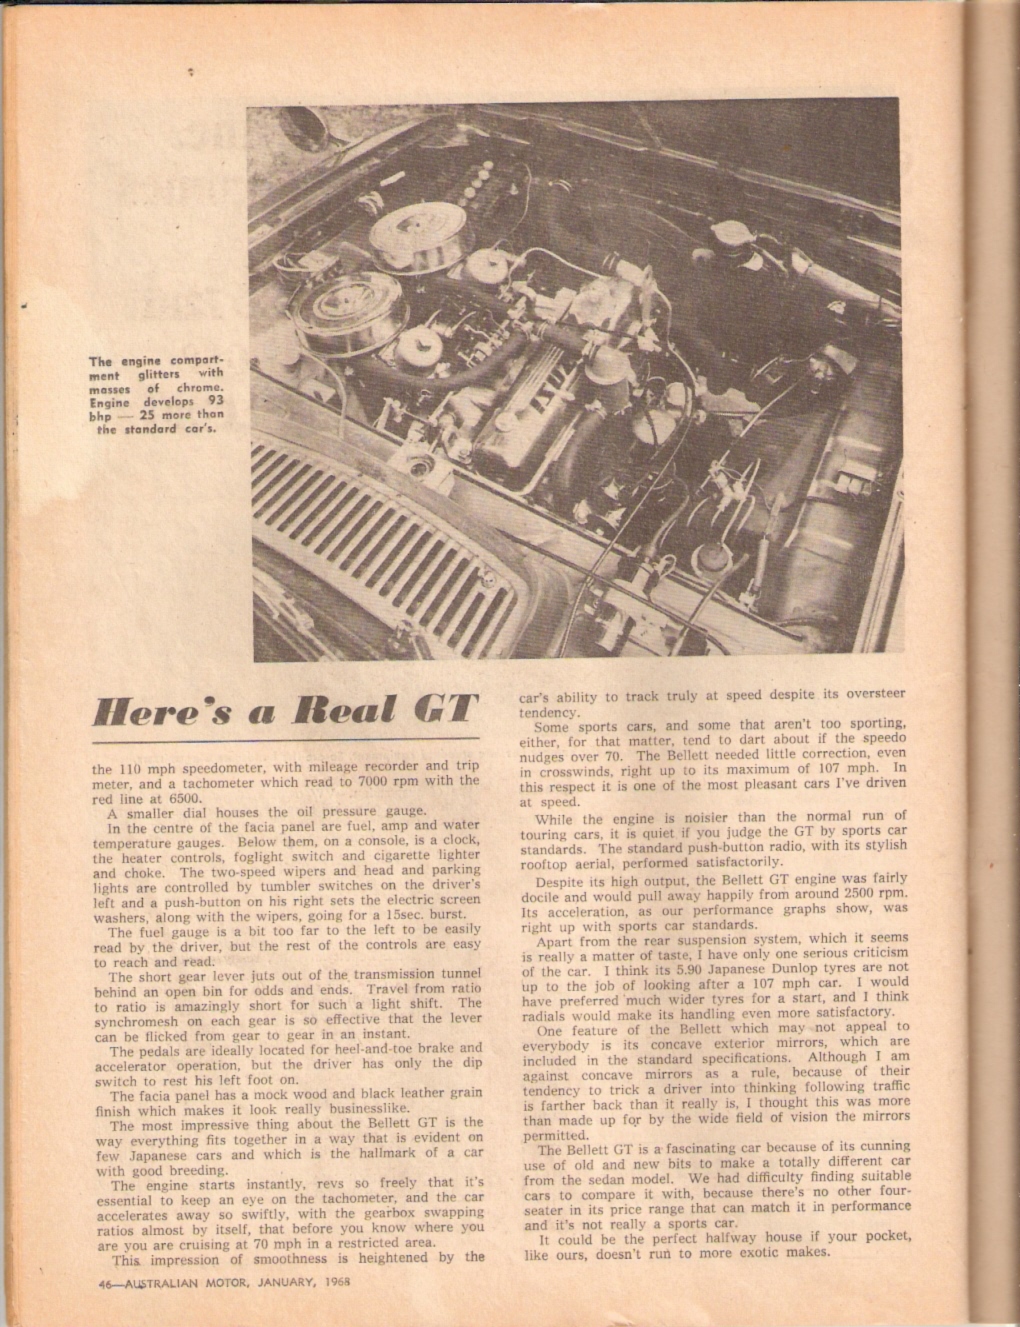 The engine compart-
ment glitters with
masses of chrome.
Engine develops 93
bhp — 25 more than
the standard car's.
Here's a Real GT
the 110 mph speedometer, with mileage recorder and trip
meter, and a tachometer which read to 7000 rpm with the
red line at 6500.
A smaller dial houses the oil pressure gauge.
In the centre of the facia panel are fuel, amp and water
temperature gauges. Below them, on a console, is a clock,
the heater controls, foglight switch and cigarette lighter
and choke. The two-speed wipers and head and parking
lights are controlled by tumbler switches on the driver's
left and a push-button on his right sets the electric screen
washers, along with the wipers, going for a 15sec. burst.
The fuel gauge is a bit too far to the left to be easily
read by the driver, but the rest of the controls are easy
to reach and read.
The short gear lever juts out of the transmission tunnel
behind an open bin for odds and ends. Travel from ratio
to ratio is amazingly short for such a light shift. The
synchromesh on each gear is so effective that the lever
can be flicked from gear to gear in an instant.
The pedals are ideally located for heel-and-toe brake and
accelerator operation, but the driver has only the dip
switch to rest his left foot on.
The facia panel has a mock wood and black leather grain
finish which makes it look really businesslike.
The most impressive thing about the Bellett GT is the
way everything fits together in a way that is evident on
few Japanese cars and which is the hallmark of a car
with good breeding.
The engine starts instantly, revs so freely that it's
essential to keep an eye on the tachometer, and the car
accelerates away so swiftly, with the gearbox swapping
ratios almost by itself, that before you know where you
are you are cruising at 70 mph in a restricted area.
This impression of smoothness is heightened by the
car's ability to track truly at speed despite its oversteer
tendency.
Some sports cars, and some that aren't too sporting,
either, for that matter, tend to dart about if the speedo
nudges over 70. The Bellett needed little correction, even
in crosswinds, right up to its maximum of 107 mph. In
this respect it is one of the most pleasant cars I've driven
at speed.
While the engine is noisier than the normal run of
touring cars, it is quiet if you judge the GT by sports car
standards. The standard push-button radio, with its stylish
rooftop aerial, performed satisfactorily.
Despite its high output, the Bellett GT engine was fairly
docile and would pull away happily from around 2500 rpm.
Its acceleration, as our performance graphs show, was
right up with sports car standards.
Apart from the rear suspension system, which it seems
is really a matter of taste, I have only one serious criticism
of the car. I think its 5.90 Japanese Dunlop tyres are not
up to the job of looking after a 107 mph car. I would
have preferred much wider tyres for a start, and I think
radials would make its handling even more satisfactory.
One feature of the Bellett which may not appeal to
everybody is its concave exterior mirrors, which are
included in the standard specifications. Although I am
against concave mirrors as a rule, because of their
tendency to trick a driver into thinking following traffic
is farther back than it really is, I thought this was more
than made up for by the wide field of vision the mirrors
permitted.
The Bellett GT is a fascinating car because of its cunning
use of old and new bits to make a totally different car
from the sedan model. We had difficulty finding suitable
cars to compare it with, because there's no other four-
seater in its price range that can match it in performance
and it's not really a sports car.
It could be the perfect halfway house if your pocket,
like ours, doesn't run to more exotic makes.
46—AUSTRALIAN MOTOR, JANUARY, 1968